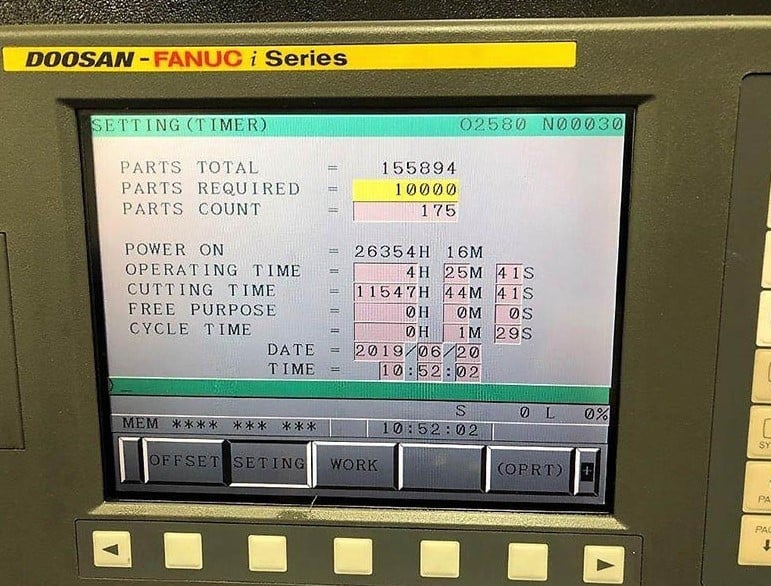 DOOSAN - FANUC i Series
SETTING(TIMER) O2580 N00030
PARTS TOTAL = 155894
PARTS REQUIRED = 10000
PARTS COUNT = 175
POWER ON = 26354H 16M
OPERATING TIME = 4H 25M 41S
CUTTING TIME = 11547H 44M 41S
FREE PURPOSE = 0H 0M 0S
CYCLE TIME = 0H 1M 29S
DATE = 2019/06/20
TIME = 10:52:02
>_
S 0 L 0%
MEM **** *** *** 10:52:02
OFFSET SETING WORK (OPRT) +
SY
PA
PA